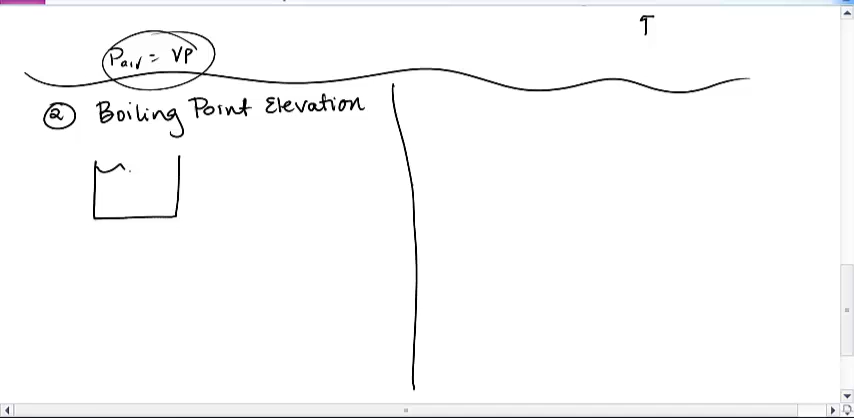 T
Pair = VP
② Boiling Point Elevation